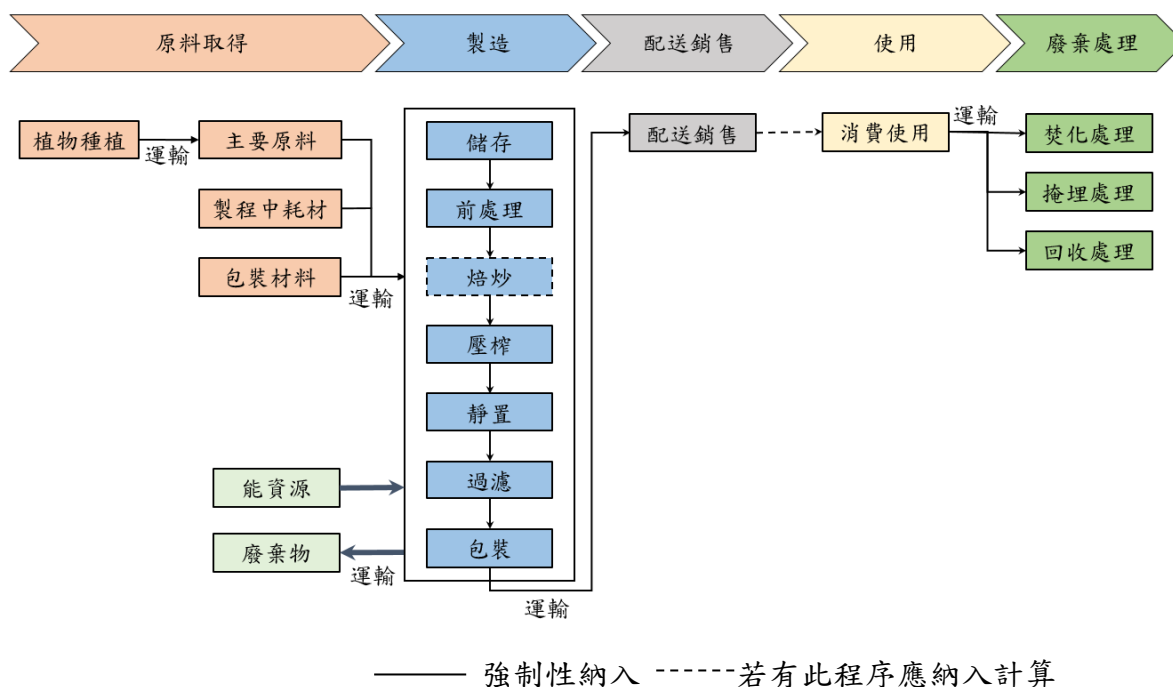 原料取得
製造
配送銷售
使用
廢棄處理
植物種植
運輸
主要原料
製程中耗材
包裝材料
運輸
能資源
廢棄物
運輸
儲存
前處理
焙炒
壓榨
靜置
過濾
包裝
運輸
配送銷售
消費使用
運輸
焚化處理
掩埋處理
回收處理
強制性納入
若有此程序應納入計算